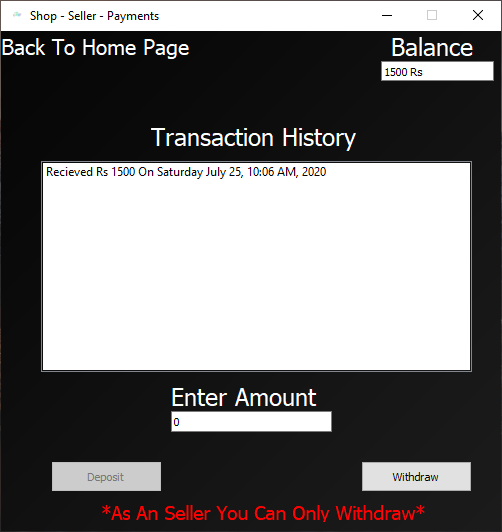 Shop - Seller - Payments
Back To Home Page
Balance
1500 Rs
Transaction History
Recieved Rs 1500 On Saturday July 25, 10:06 AM, 2020
Enter Amount
0
Deposit
Withdraw
*As An Seller You Can Only Withdraw*